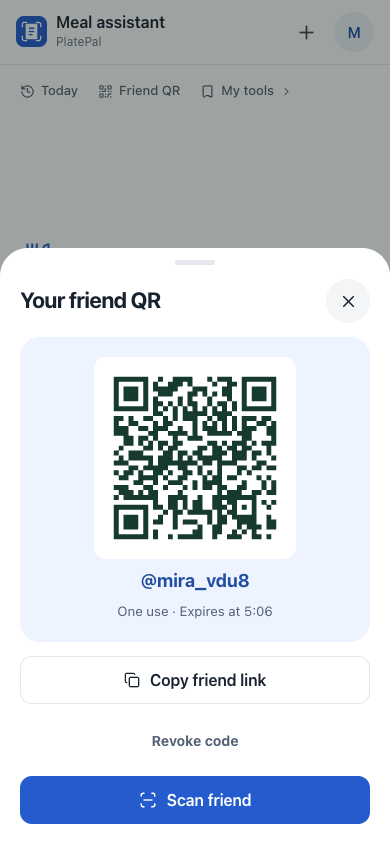 Meal assistant
PlatePal
M
Today
Friend QR
My tools
Your friend QR
@mira_vdu8
One use · Expires at 5:06
Copy friend link
Revoke code
Scan friend